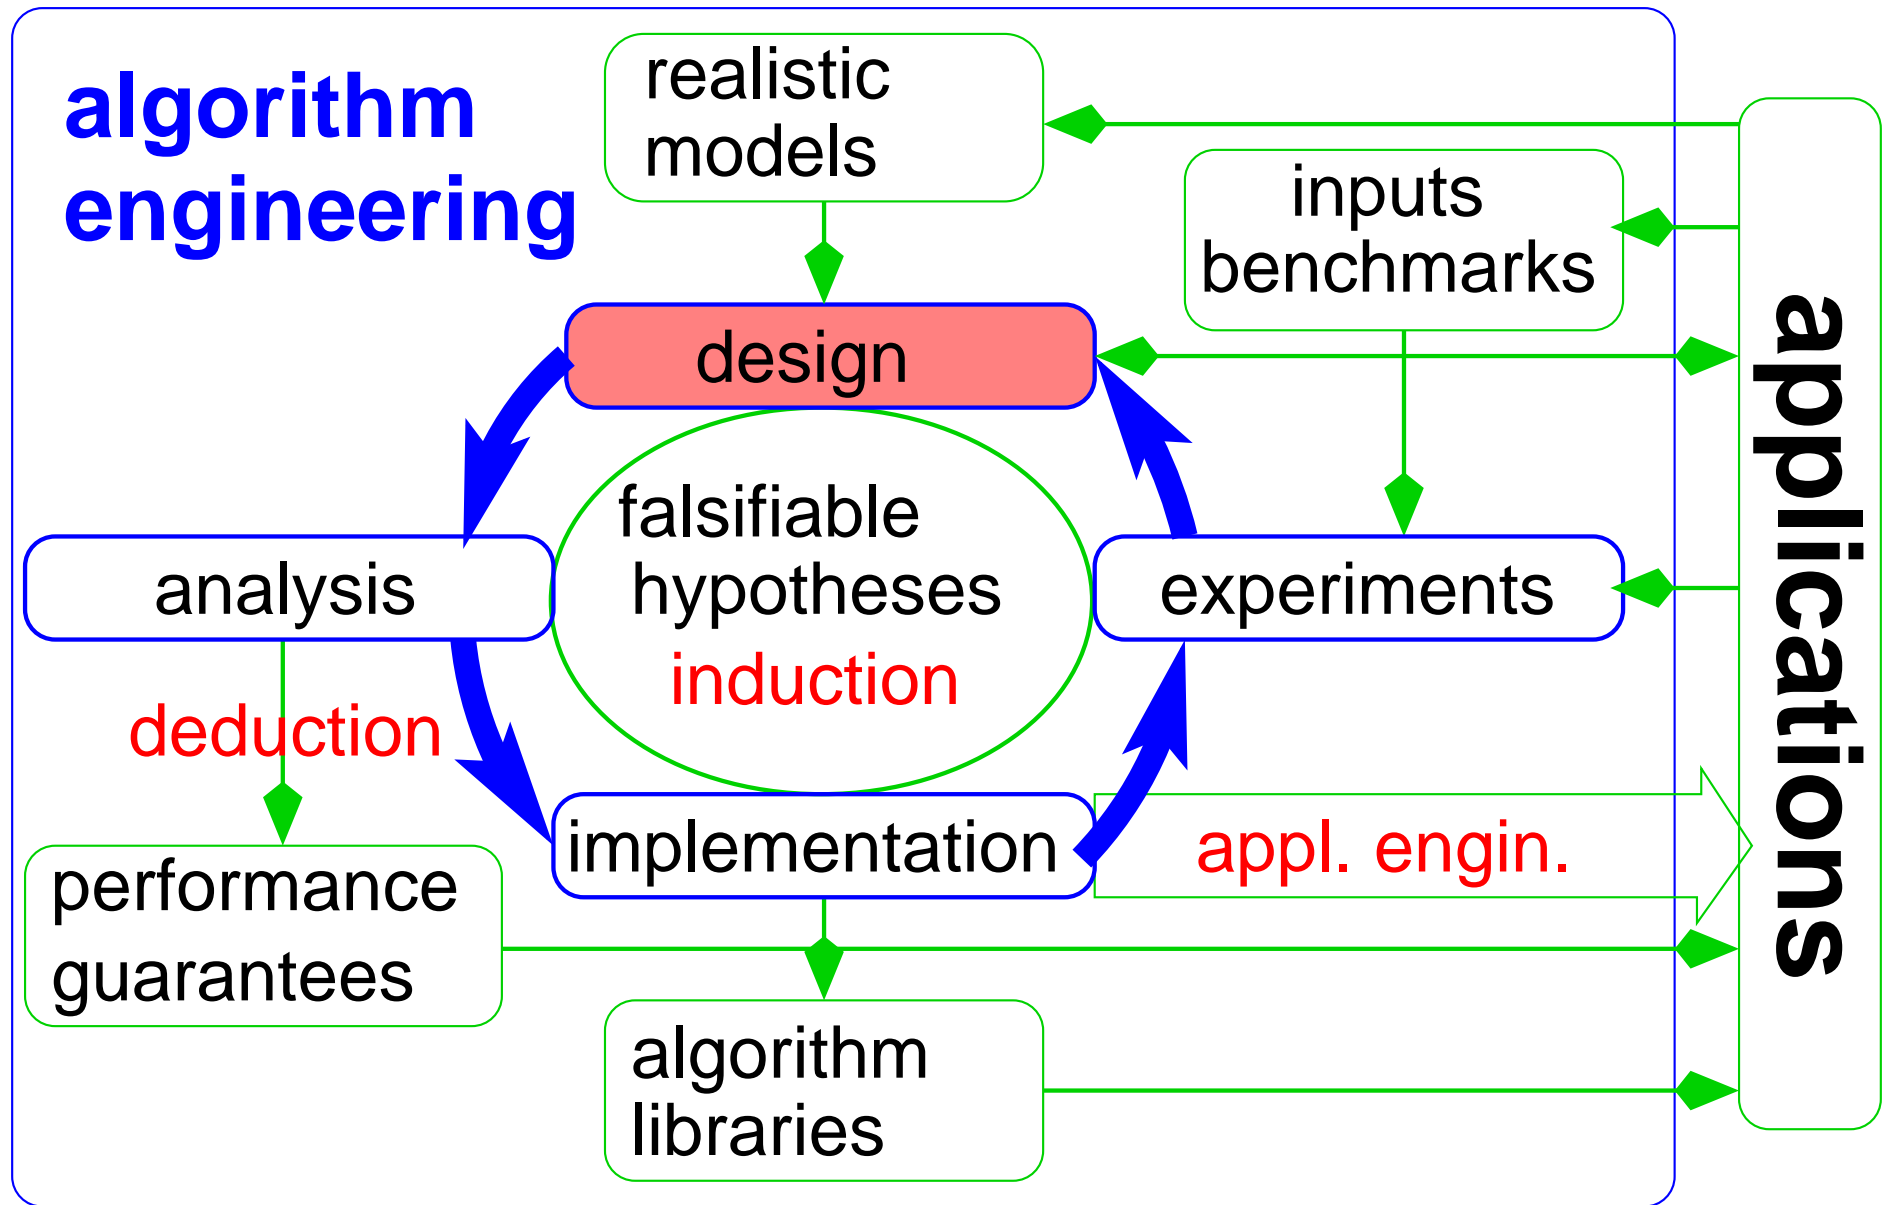 algorithm
engineering
realistic
models
inputs
benchmarks
design
falsifiable
hypotheses
induction
analysis
experiments
deduction
implementation
appl. engin.
performance
guarantees
algorithm
libraries
applications